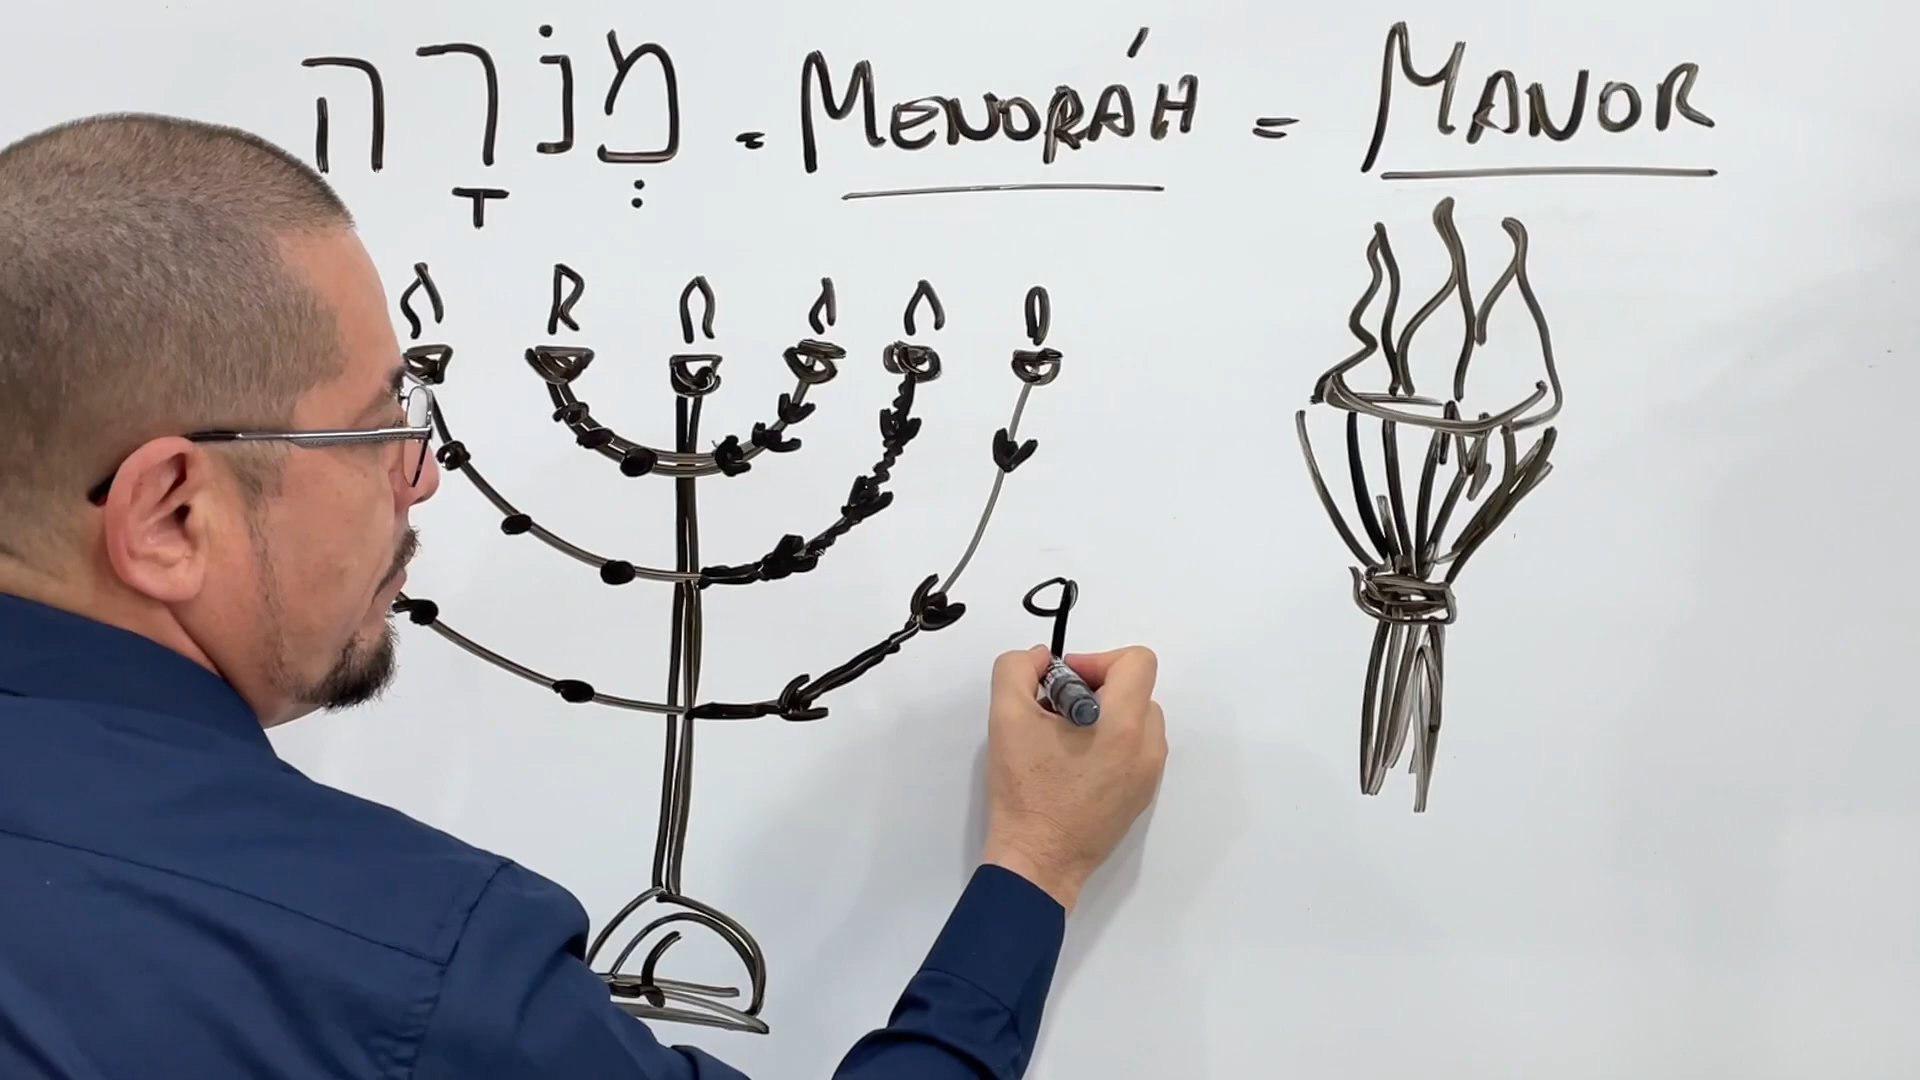 מְנֹרָה = MENORÁH = MANOR